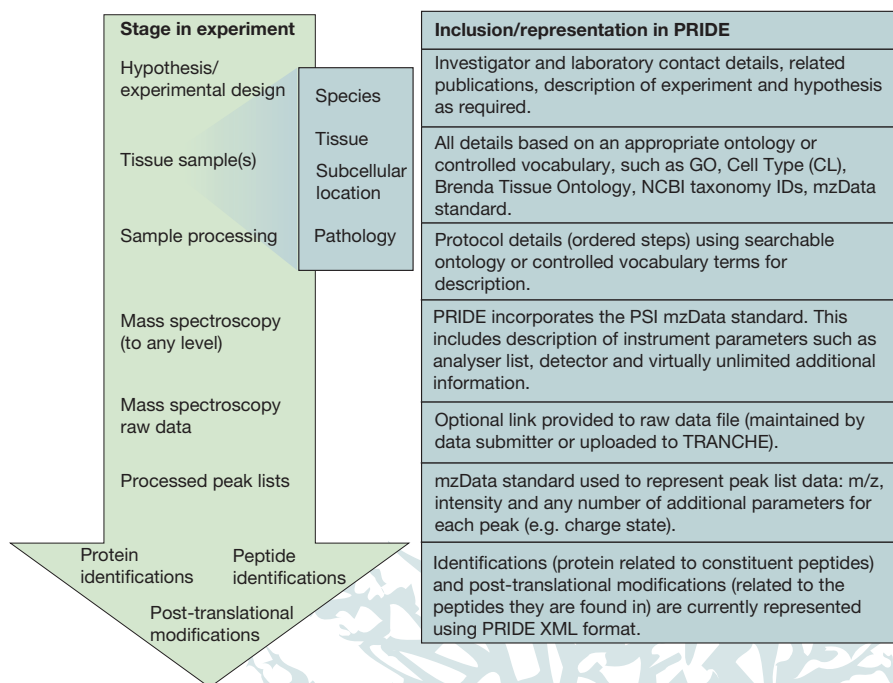 Stage in experiment
Hypothesis/
experimental design
Tissue sample(s)
Sample processing
Mass spectroscopy
(to any level)
Mass spectroscopy
raw data
Processed peak lists
Protein
identifications
Peptide
identifications
Post-translational
modifications
Species
Tissue
Subcellular
location
Pathology
Inclusion/representation in PRIDE
Investigator and laboratory contact details, related
publications, description of experiment and hypothesis
as required.
All details based on an appropriate ontology or
controlled vocabulary, such as GO, Cell Type (CL),
Brenda Tissue Ontology, NCBI taxonomy IDs, mzData
standard.
Protocol details (ordered steps) using searchable
ontology or controlled vocabulary terms for
description.
PRIDE incorporates the PSI mzData standard. This
includes description of instrument parameters such as
analyser list, detector and virtually unlimited additional
information.
Optional link provided to raw data file (maintained by
data submitter or uploaded to TRANCHE).
mzData standard used to represent peak list data: m/z,
intensity and any number of additional parameters for
each peak (e.g. charge state).
Identifications (protein related to constituent peptides)
and post-translational modifications (related to the
peptides they are found in) are currently represented
using PRIDE XML format.